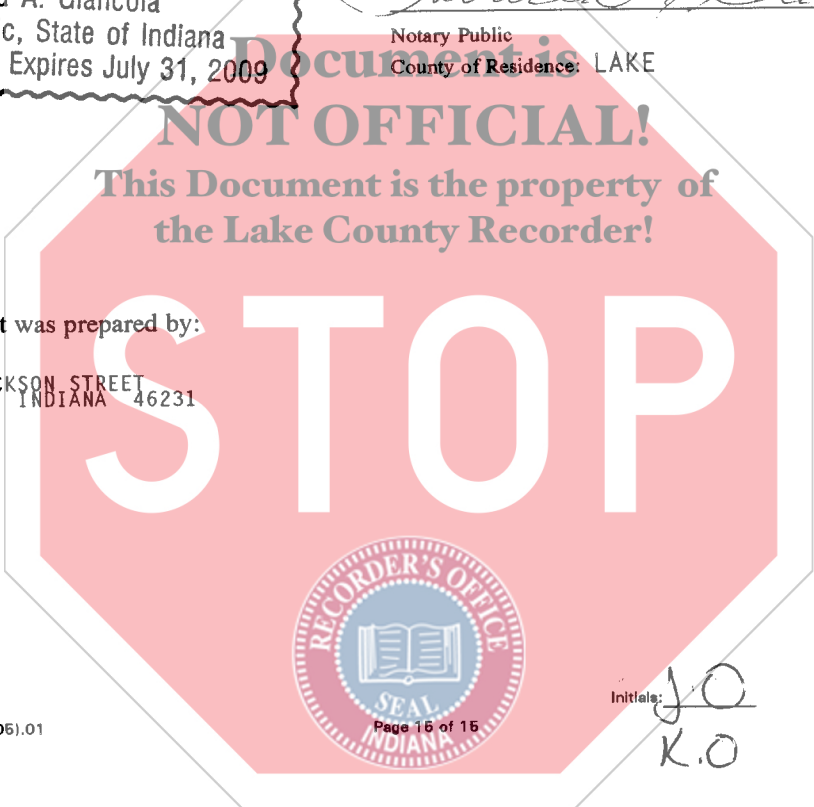 A. Giancola
c, State of Indiana
Expires July 31, 2009
Notary Public
County of Residence: LAKE
Document is
NOT OFFICIAL!
This Document is the property of
the Lake County Recorder!
t was prepared by:
CKSON STREET
INDIANA 46231
STOP
RECORDER'S OFFICE
SEAL
INDIANA
Initials: J.O
K.O
06).01
Page 15 of 15